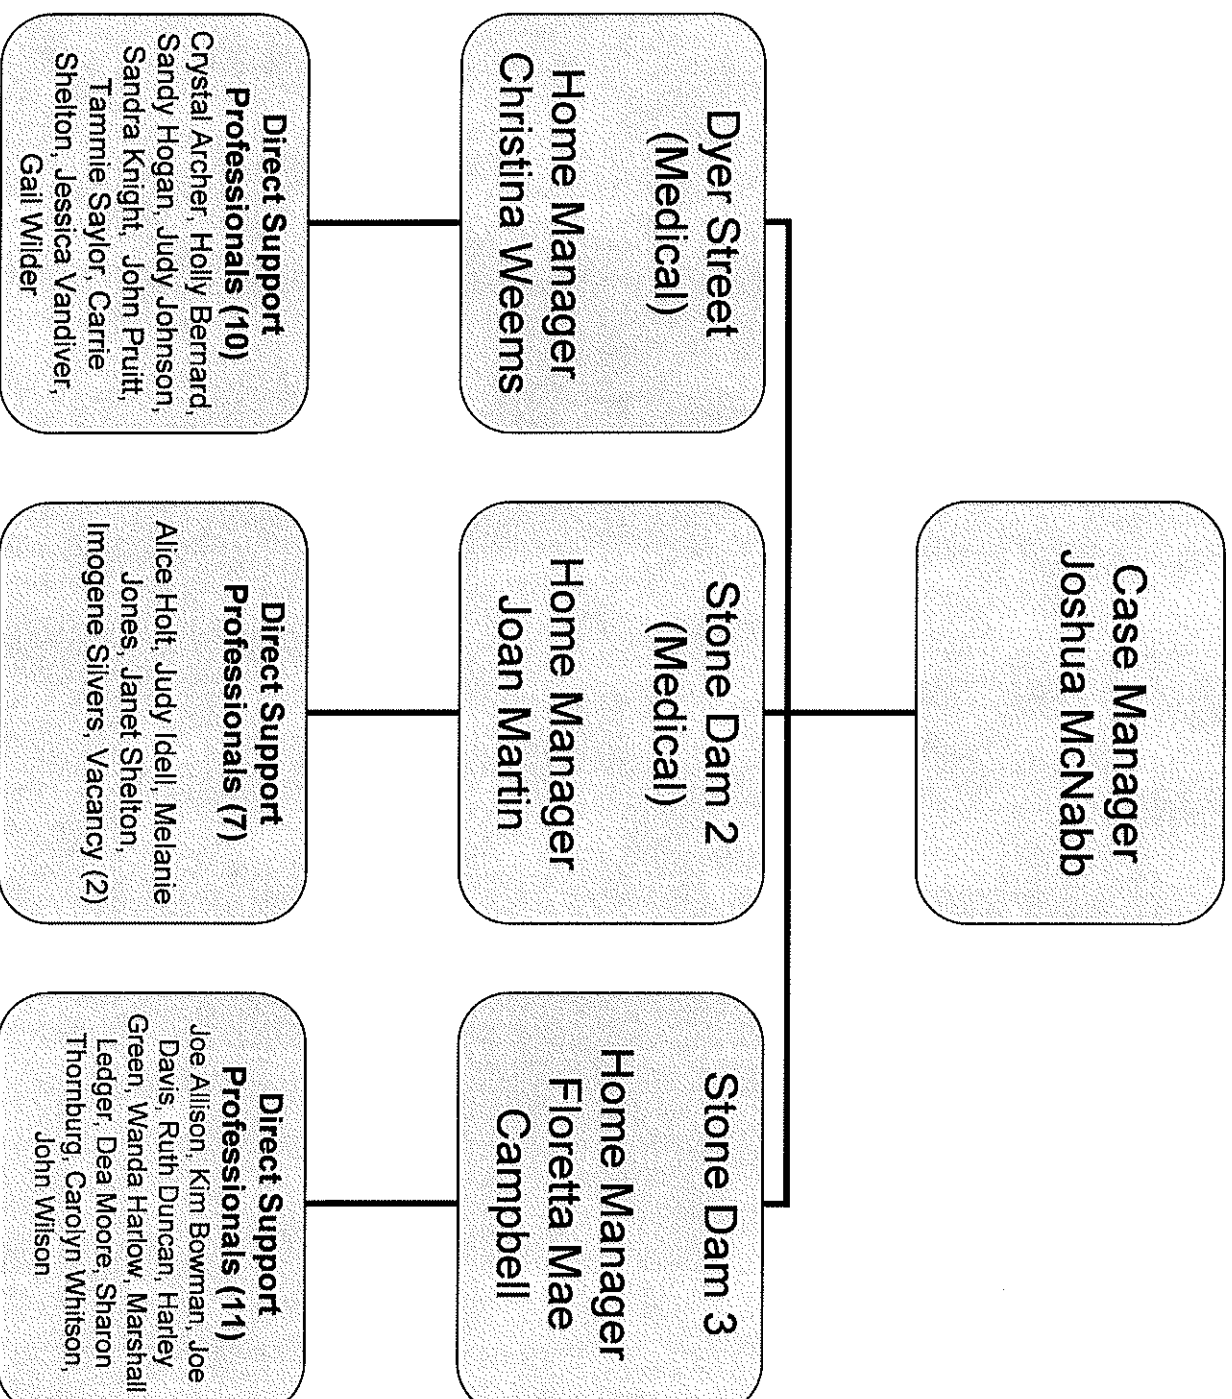 Case Manager
Joshua McNabb
Dyer Street
(Medical)
Home Manager
Christina Weems
Stone Dam 2
(Medical)
Home Manager
Joan Martin
Stone Dam 3
Home Manager
Floretta Mae
Campbell
Direct Support
Professionals (10)
Crystal Archer, Holly Bernard,
Sandy Hogan, Judy Johnson,
Sandra Knight, John Pruitt,
Tammie Saylor, Carrie
Shelton, Jessica Vandiver,
Gail Wilder
Direct Support
Professionals (7)
Alice Holt, Judy Idell, Melanie
Jones, Janet Shelton,
Imogene Silvers, Vacancy (2)
Direct Support
Professionals (11)
Joe Allison, Kim Bowman, Joe
Davis, Ruth Duncan, Harley
Green, Wanda Harlow, Marshall
Ledger, Dea Moore, Sharon
Thornburg, Carolyn Whitson,
John Wilson